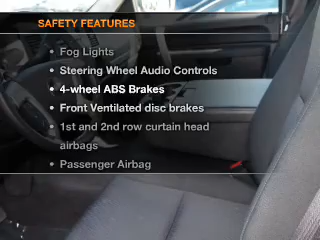 SAFETY FEATURES
• Fog Lights
• Steering Wheel Audio Controls
• 4-wheel ABS Brakes
• Front Ventilated disc brakes
• 1st and 2nd row curtain head
airbags
• Passenger Airbag